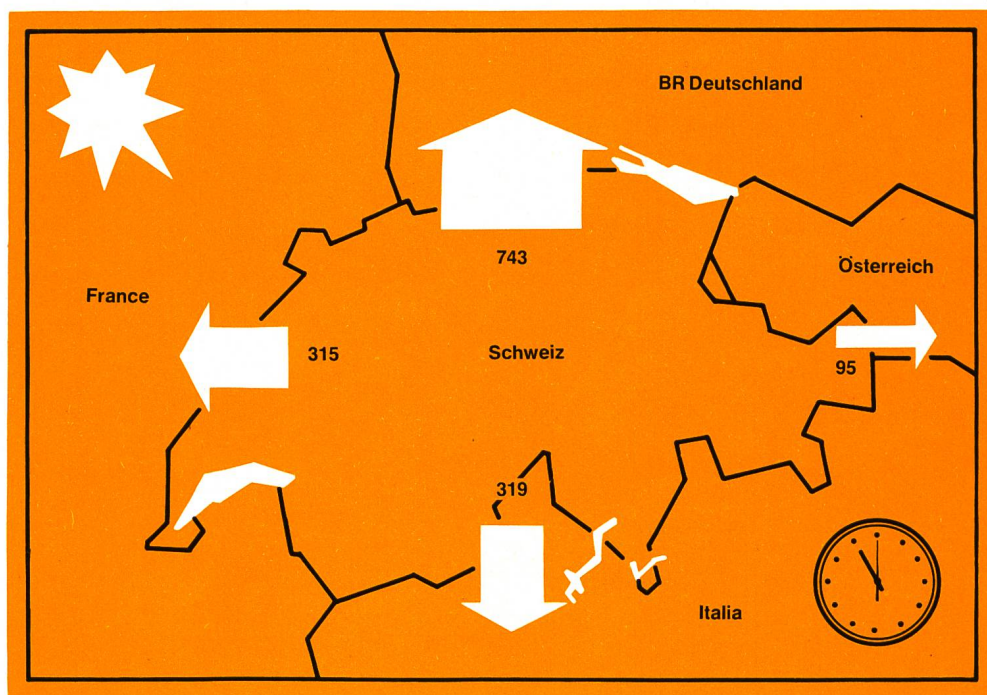 BR Deutschland
743
Österreich
France
315
Schweiz
95
319
Italia